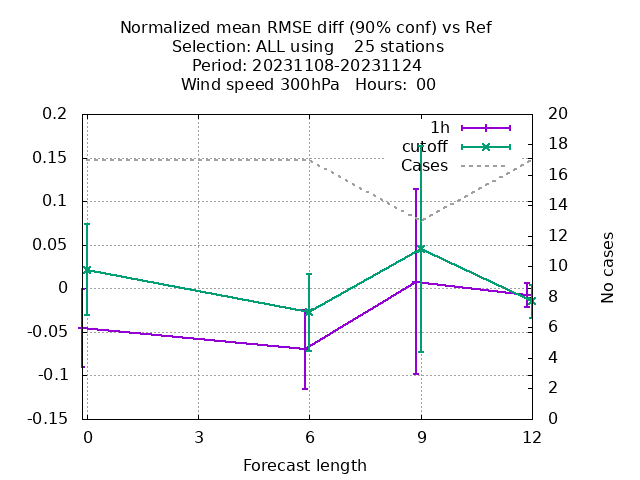 Normalized mean RMSE diff (90% conf) vs Ref
Selection: ALL using    25 stations
Period: 20231108-20231124
Wind speed 300hPa   Hours:  00
1h
cutoff
Cases
0.2
0.15
0.1
0.05
0
-0.05
-0.1
-0.15
20
18
16
14
12
10
8
6
4
2
0
No cases
0
3
6
9
12
Forecast length